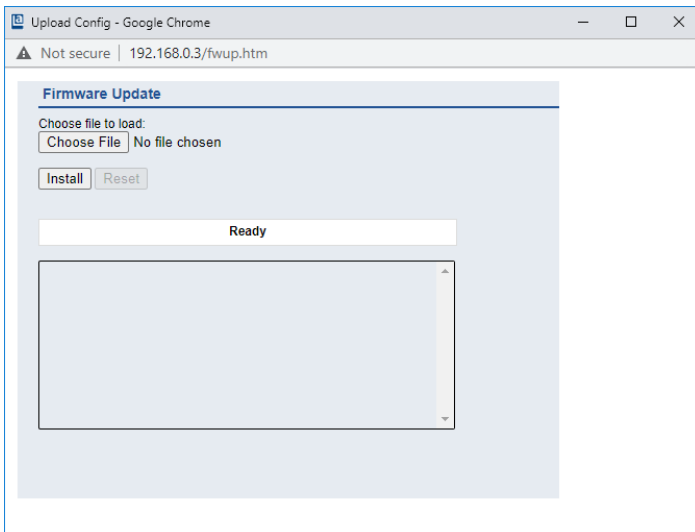 Upload Config - Google Chrome
Not secure | 192.168.0.3/fwup.htm
Firmware Update
Choose file to load:
Choose File No file chosen
Install Reset
Ready